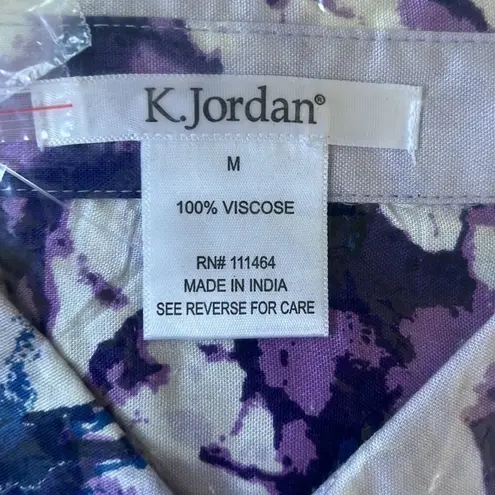 K.Jordan®
M
100% VISCOSE
RN# 111464
MADE IN INDIA
SEE REVERSE FOR CARE